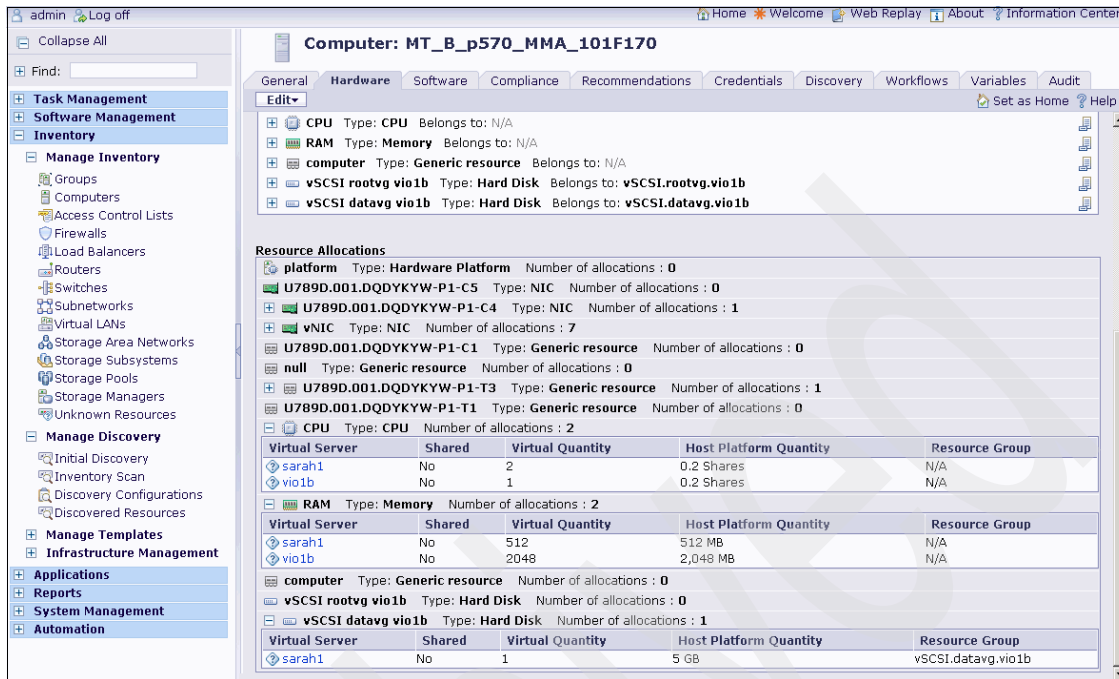 admin Log off
Home Welcome Web Replay About Information Center
Collapse All
Find:
Task Management
Software Management
Inventory
Manage Inventory
Groups
Computers
Access Control Lists
Firewalls
Load Balancers
Routers
Switches
Subnetworks
Virtual LANs
Storage Area Networks
Storage Subsystems
Storage Pools
Storage Managers
Unknown Resources
Manage Discovery
Initial Discovery
Inventory Scan
Discovery Configurations
Discovered Resources
Manage Templates
Infrastructure Management
Applications
Reports
System Management
Automation
Computer: MT_B_p570_MMA_101F170
General Hardware Software Compliance Recommendations Credentials Discovery Workflows Variables Audit
Edit Set as Home Help
CPU Type: CPU Belongs to: N/A
RAM Type: Memory Belongs to: N/A
computer Type: Generic resource Belongs to: N/A
vSCSI rootvg vio1b Type: Hard Disk Belongs to: vSCSI.rootvg.vio1b
vSCSI datavg vio1b Type: Hard Disk Belongs to: vSCSI.datavg.vio1b
Resource Allocations
platform Type: Hardware Platform Number of allocations : 0
U789D.001.DQDYKYW-P1-C5 Type: NIC Number of allocations : 0
U789D.001.DQDYKYW-P1-C4 Type: NIC Number of allocations : 1
vNIC Type: NIC Number of allocations : 7
U789D.001.DQDYKYW-P1-C1 Type: Generic resource Number of allocations : 0
null Type: Generic resource Number of allocations : 0
U789D.001.DQDYKYW-P1-T3 Type: Generic resource Number of allocations : 1
U789D.001.DQDYKYW-P1-T1 Type: Generic resource Number of allocations : 0
CPU Type: CPU Number of allocations : 2
Virtual Server Shared Virtual Quantity Host Platform Quantity Resource Group
sarah1 No 2 0.2 Shares N/A
vio1b No 1 0.2 Shares N/A
RAM Type: Memory Number of allocations : 2
Virtual Server Shared Virtual Quantity Host Platform Quantity Resource Group
sarah1 No 512 512 MB N/A
vio1b No 2048 2,048 MB N/A
computer Type: Generic resource Number of allocations : 0
vSCSI rootvg vio1b Type: Hard Disk Number of allocations : 0
vSCSI datavg vio1b Type: Hard Disk Number of allocations : 1
Virtual Server Shared Virtual Quantity Host Platform Quantity Resource Group
sarah1 No 1 5 GB vSCSI.datavg.vio1b